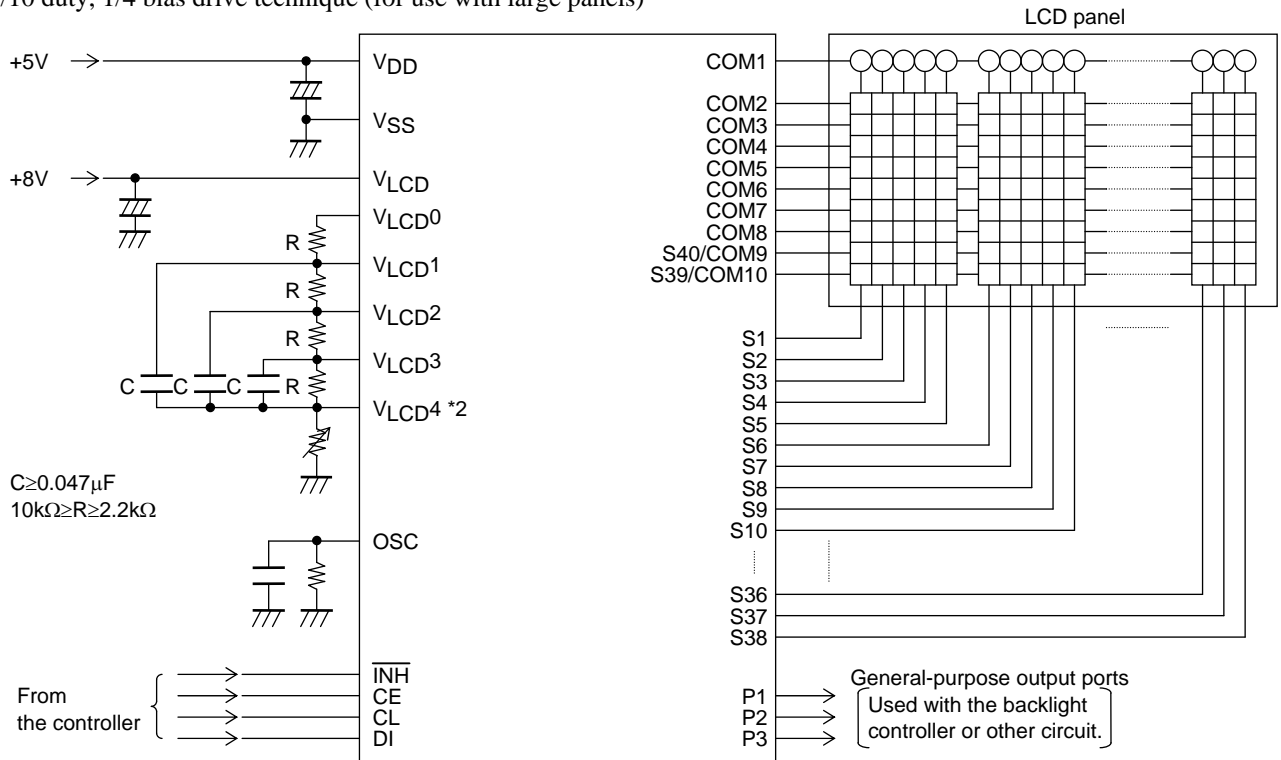 /10 duty, 1/4 bias drive technique (for use with large panels)
LCD panel
+5V
VDD
VSS
+8V
VLCD
VLCD0
R
VLCD1
R
VLCD2
R
VLCD3
C
C
C
R
VLCD4 *2
C≥0.047μF
10kΩ≥R≥2.2kΩ
OSC
From
the controller
INH
CE
CL
DI
COM1
COM2
COM3
COM4
COM5
COM6
COM7
COM8
S40/COM9
S39/COM10
S1
S2
S3
S4
S5
S6
S7
S8
S9
S10
S36
S37
S38
P1
P2
P3
General-purpose output ports
Used with the backlight
controller or other circuit.